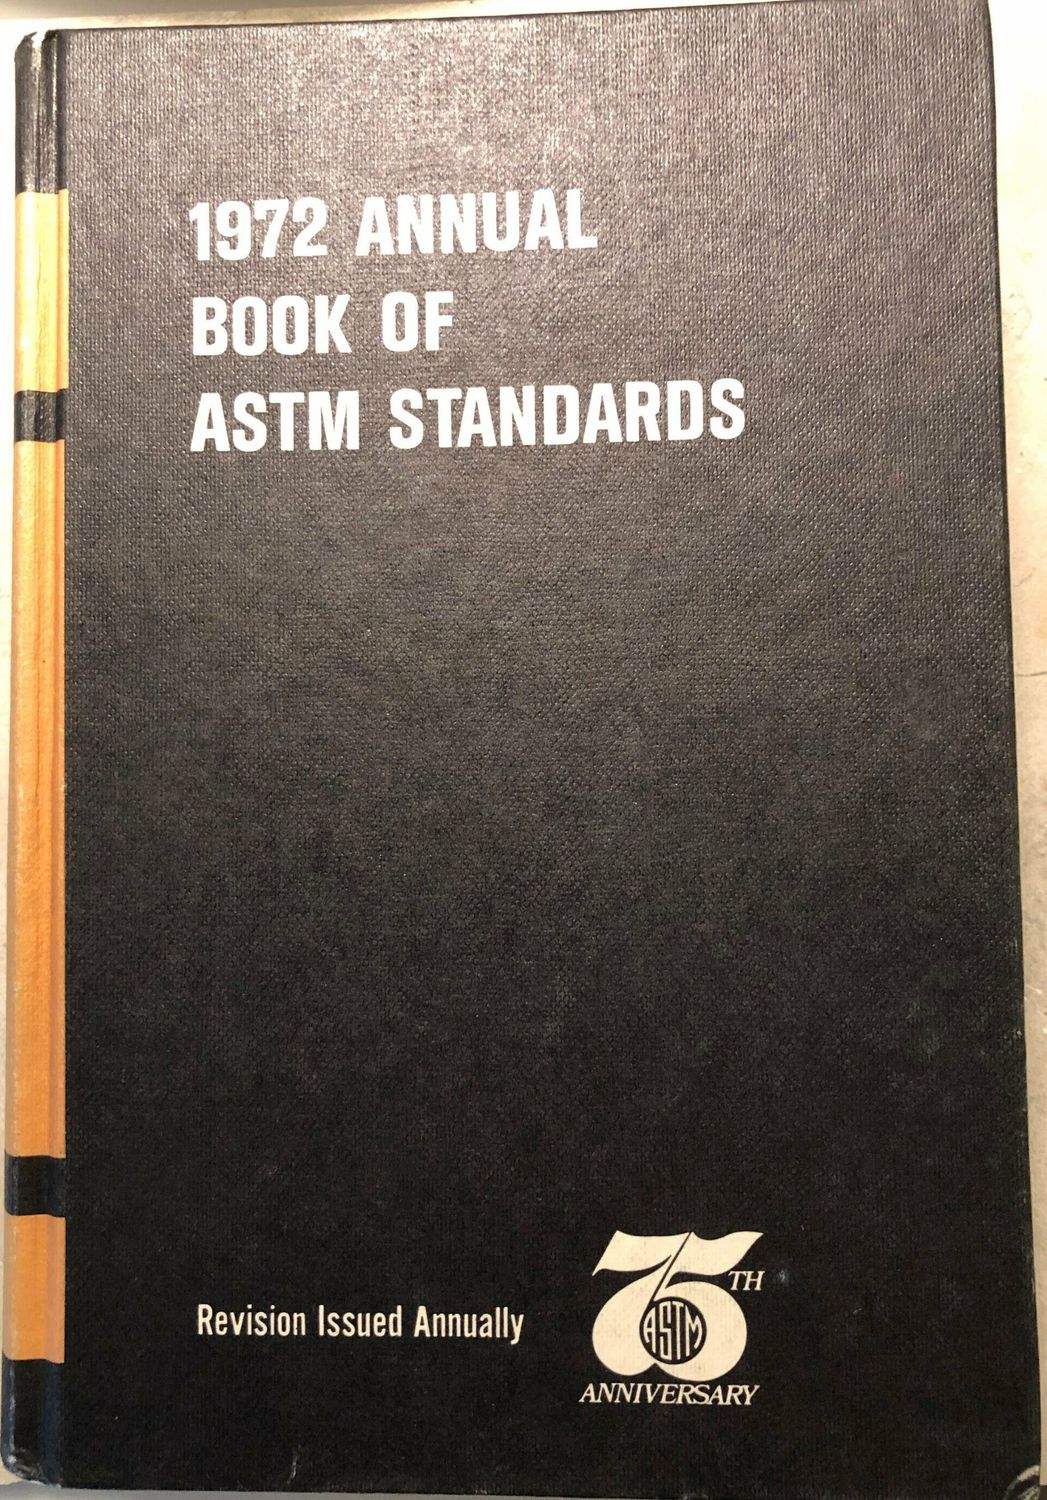 1972 ANNUAL
BOOK OF
ASTM STANDARDS
Revision Issued Annually
75TH
ASTM
ANNIVERSARY